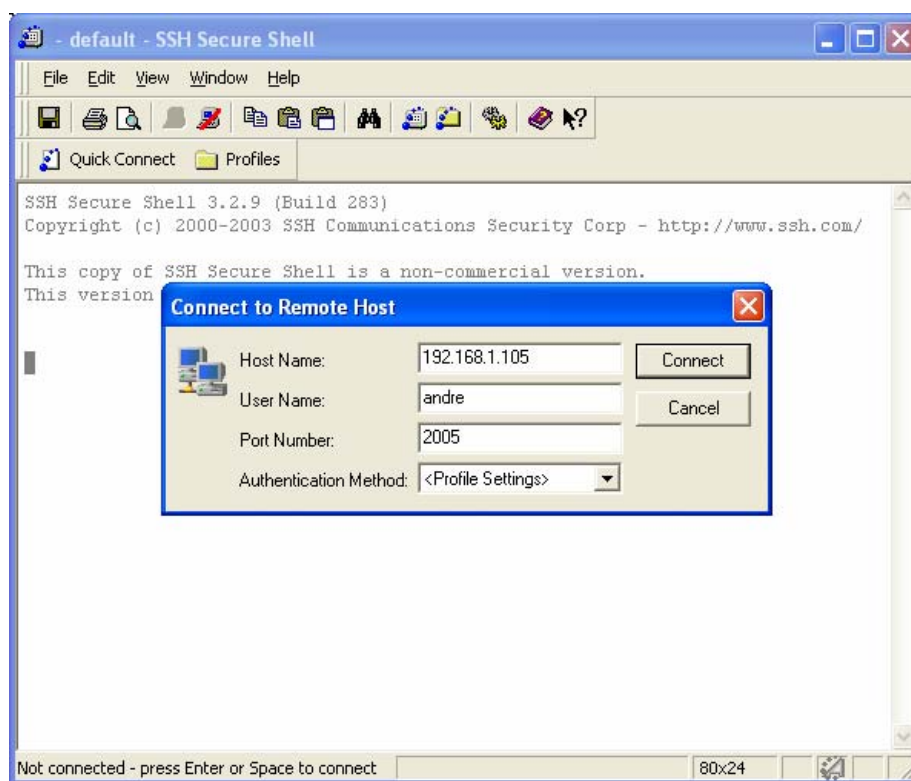 - default - SSH Secure Shell
File Edit View Window Help
Quick Connect Profiles
SSH Secure Shell 3.2.9 (Build 283)
Copyright (c) 2000-2003 SSH Communications Security Corp - http://www.ssh.com/
This copy of SSH Secure Shell is a non-commercial version.
This version
Connect to Remote Host
Host Name: 192.168.1.105 Connect
User Name: andre Cancel
Port Number: 2005
Authentication Method: <Profile Settings>
Not connected - press Enter or Space to connect 80x24